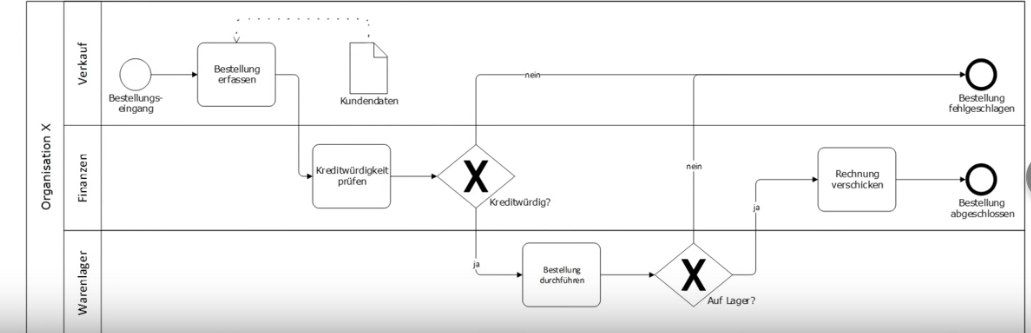 Organisation X
Verkauf
Bestellungs-
eingang
Bestellung
erfassen
Kundendaten
nein
Bestellung
fehlgeschlagen
Finanzen
Kreditwürdigkeit
prüfen
X
Kreditwürdig?
nein
ja
Rechnung
verschicken
Bestellung
abgeschlossen
Warenlager
ja
Bestellung
durchführen
X
Auf Lager?